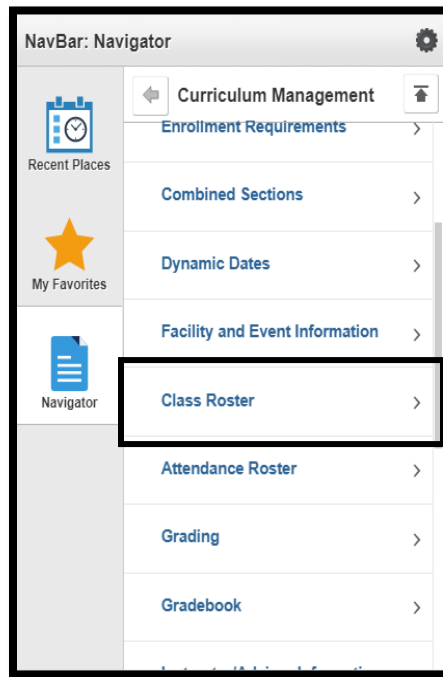 NavBar: Navigator
Recent Places
My Favorites
Navigator
Curriculum Management
Enrollment Requirements
Combined Sections
Dynamic Dates
Facility and Event Information
Class Roster
Attendance Roster
Grading
Gradebook